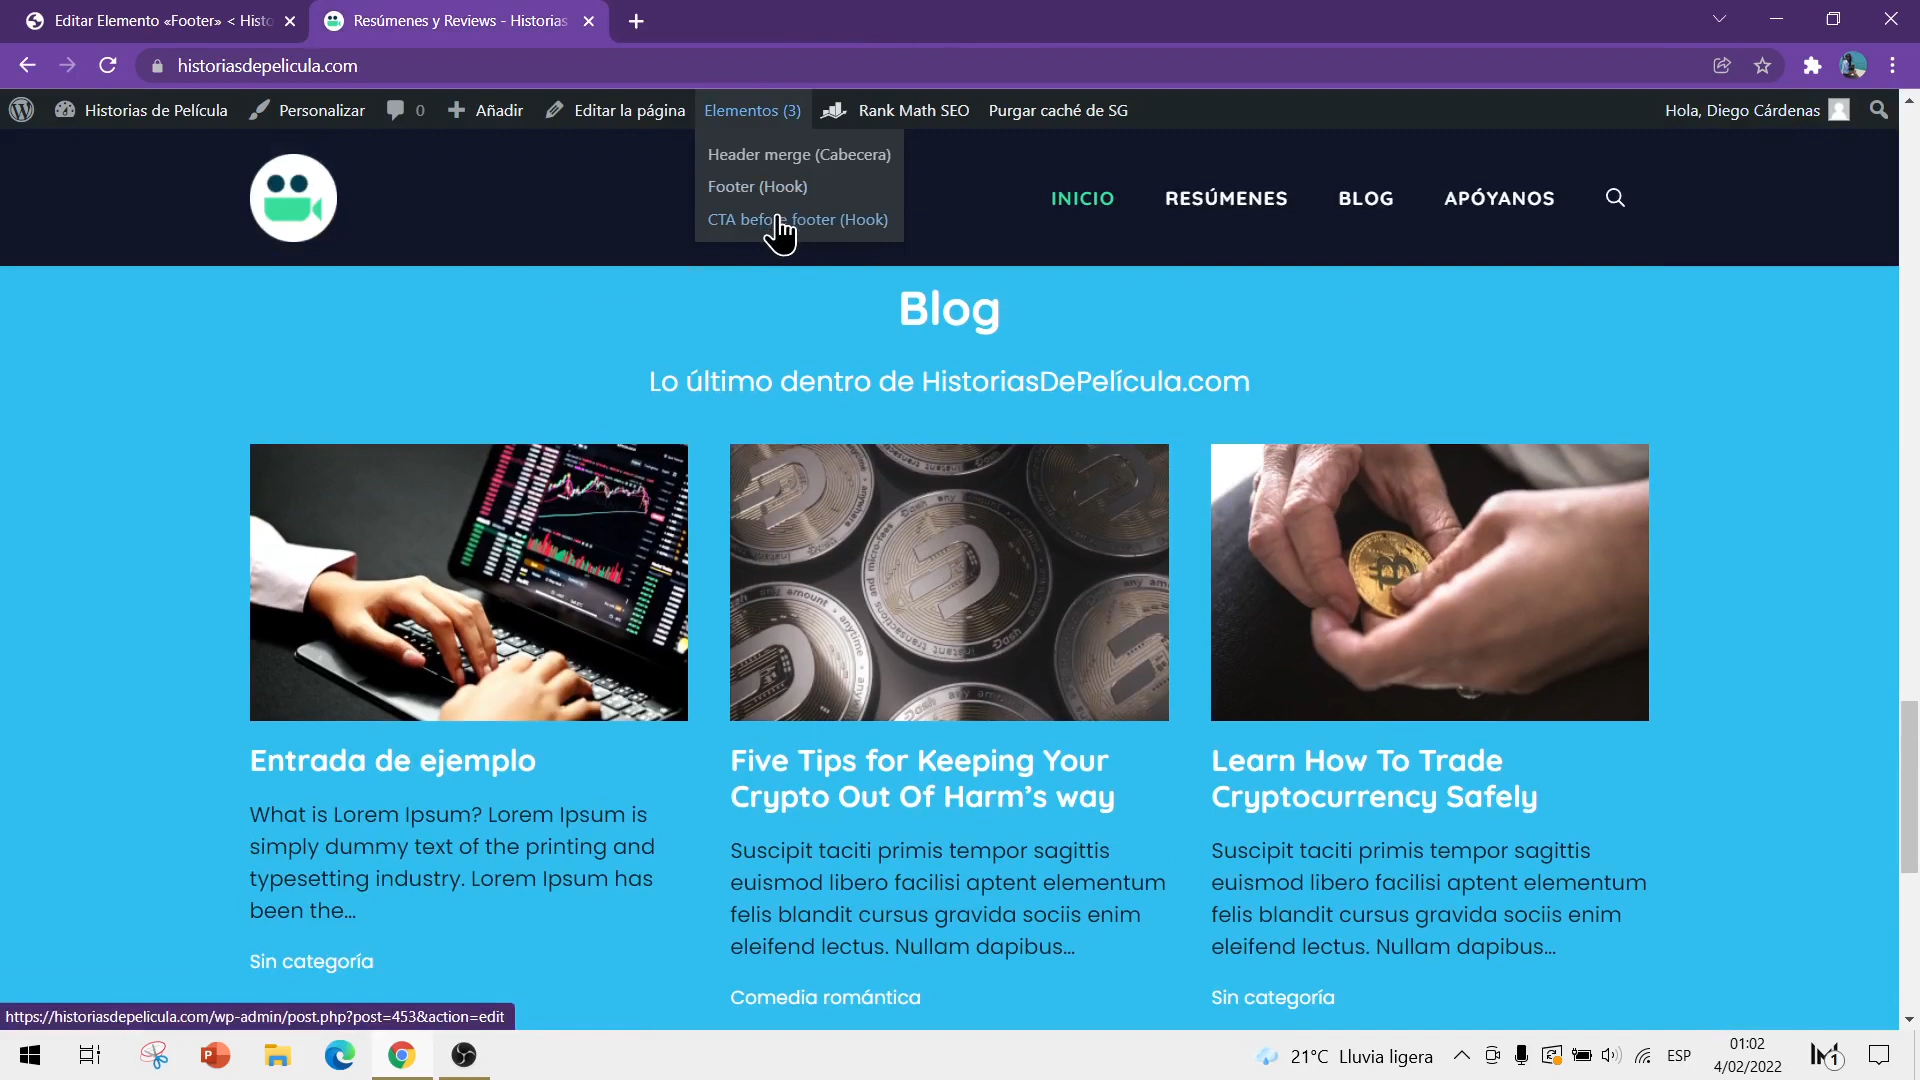 Editar Elemento «Footer» < Histo
Resúmenes y Reviews - Historias
historiasdepelicula.com
Historias de Película
Personalizar
0
Añadir
Editar la página
Elementos (3)
Rank Math SEO
Purgar caché de SG
Hola, Diego Cárdenas
Header merge (Cabecera)
Footer (Hook)
CTA before footer (Hook)
INICIO
RESÚMENES
BLOG
APÓYANOS
Blog
Lo último dentro de HistoriasDePelícula.com
Entrada de ejemplo
What is Lorem Ipsum? Lorem Ipsum is
simply dummy text of the printing and
typesetting industry. Lorem Ipsum has
been the...
Sin categoría
Five Tips for Keeping Your
Crypto Out Of Harm's way
Suscipit taciti primis tempor sagittis
euismod libero facilisi aptent elementum
felis blandit cursus gravida sociis enim
eleifend lectus. Nullam dapibus...
Comedia romántica
Learn How To Trade
Cryptocurrency Safely
Suscipit taciti primis tempor sagittis
euismod libero facilisi aptent elementum
felis blandit cursus gravida sociis enim
eleifend lectus. Nullam dapibus...
Sin categoría
https://historiasdepelicula.com/wp-admin/post.php?post=453&action=edit
21°C Lluvia ligera
ESP
01:02
4/02/2022
1